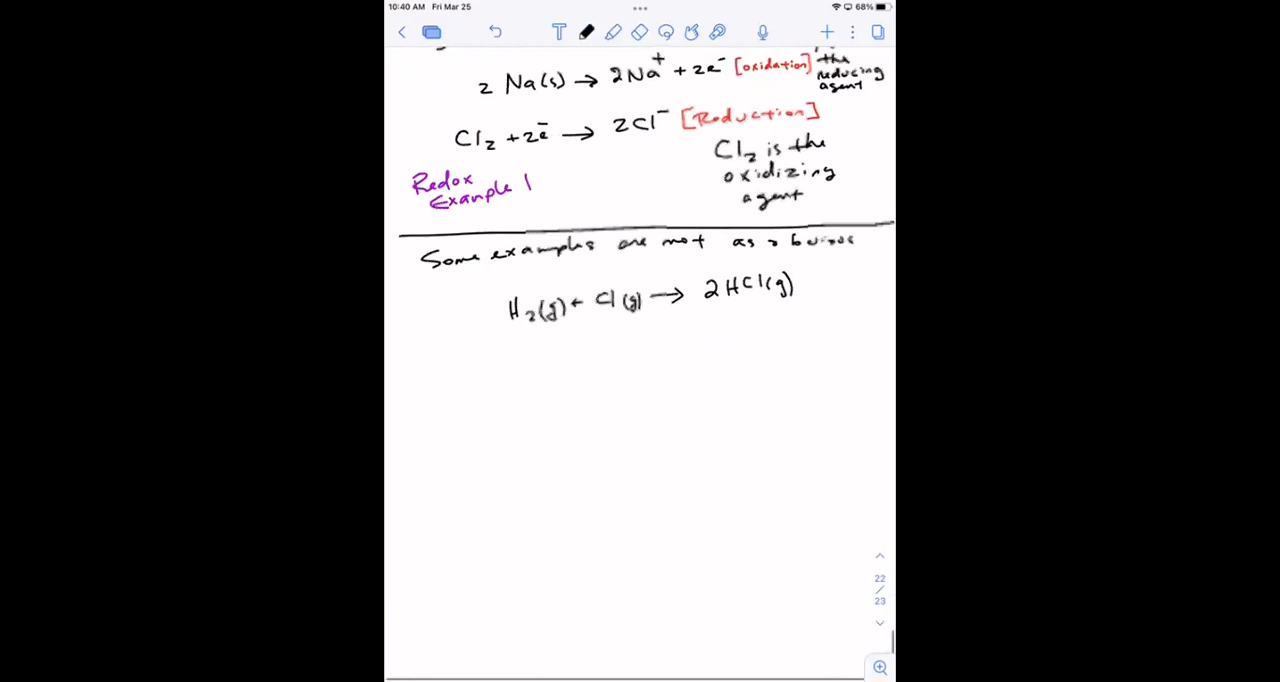 10:40 AM Fri Mar 25
68%
2 Na(s) → 2Na⁺ + 2e⁻ [oxidation]
the
reducing
agent
Cl₂ + 2e⁻ → 2Cl⁻ [Reduction]
Cl₂ is the
oxidizing
agent
Redox
Example 1
Some examples are not as obvious
H₂(g) + Cl(g) → 2HCl(g)
22
/
23